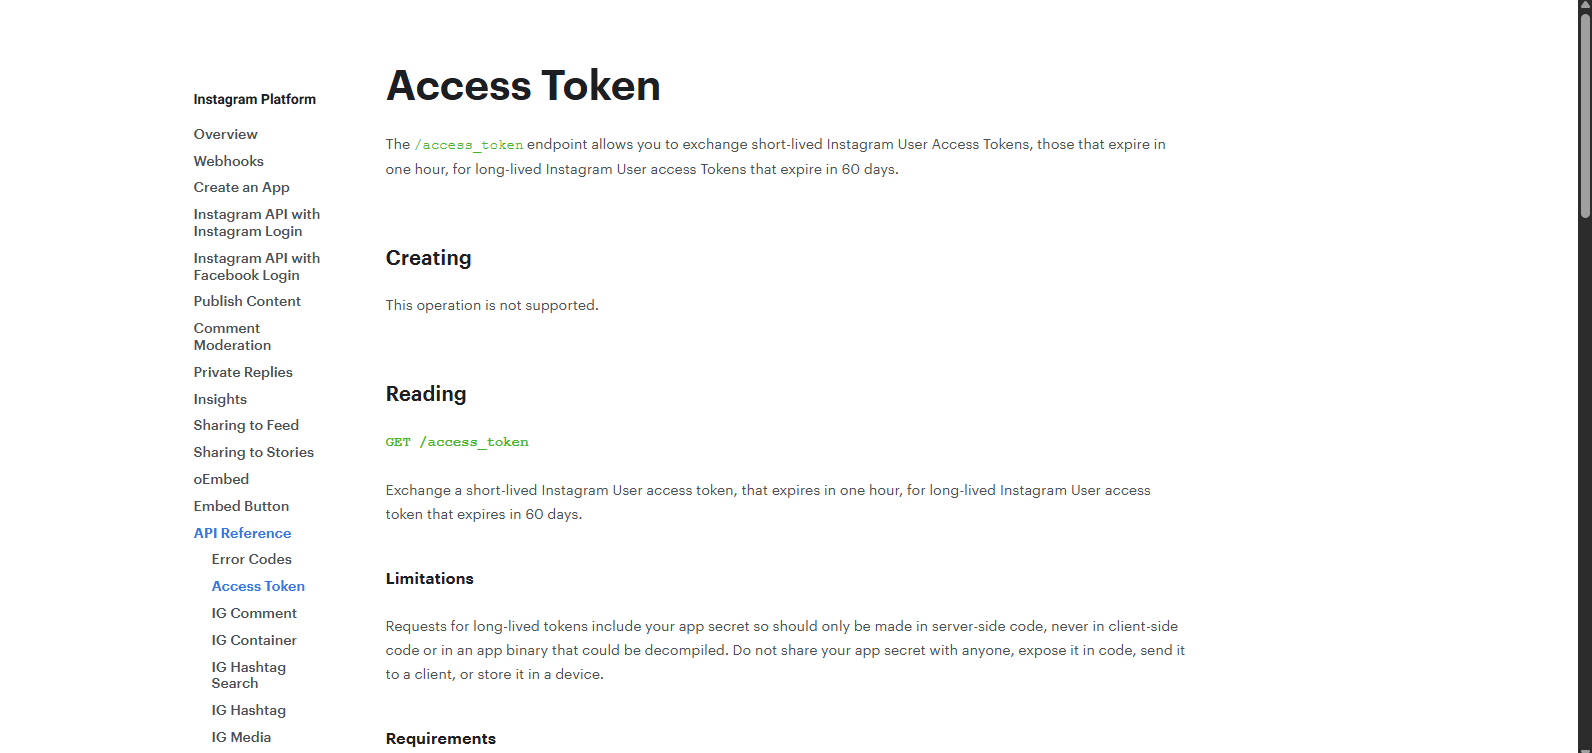 Instagram Platform
Overview
Webhooks
Create an App
Instagram API with
Instagram Login
Instagram API with
Facebook Login
Publish Content
Comment
Moderation
Private Replies
Insights
Sharing to Feed
Sharing to Stories
oEmbed
Embed Button
API Reference
Error Codes
Access Token
IG Comment
IG Container
IG Hashtag
Search
IG Hashtag
IG Media
Access Token
The /access_token endpoint allows you to exchange short-lived Instagram User Access Tokens, those that expire in
one hour, for long-lived Instagram User access Tokens that expire in 60 days.
Creating
This operation is not supported.
Reading
GET /access_token
Exchange a short-lived Instagram User access token, that expires in one hour, for long-lived Instagram User access
token that expires in 60 days.
Limitations
Requests for long-lived tokens include your app secret so should only be made in server-side code, never in client-side
code or in an app binary that could be decompiled. Do not share your app secret with anyone, expose it in code, send it
to a client, or store it in a device.
Requirements